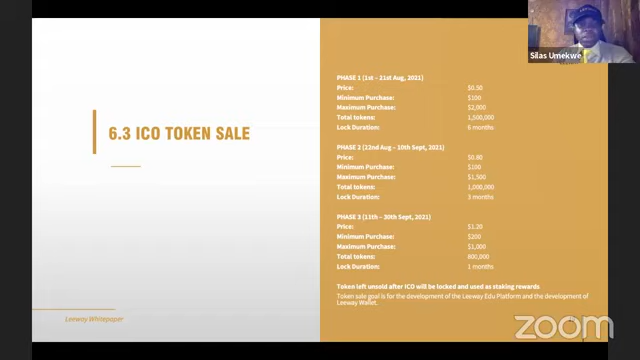 Silas Umekwe
6.3 ICO TOKEN SALE
PHASE 1 (1st – 21st Aug, 2021)
Price: $0.50
Minimum Purchase: $100
Maximum Purchase: $2,000
Total tokens: 1,500,000
Lock Duration: 6 months
PHASE 2 (22nd Aug – 10th Sept, 2021)
Price: $0.80
Minimum Purchase: $100
Maximum Purchase: $1,500
Total tokens: 1,000,000
Lock Duration: 3 months
PHASE 3 (11th – 30th Sept, 2021)
Price: $1.20
Minimum Purchase: $200
Maximum Purchase: $1,000
Total tokens: 800,000
Lock Duration: 1 months
Token left unsold after ICO will be locked and used as staking rewards
Token sale goal is for the development of the Leeway Edu Platform and the development of
Leeway Wallet.
Leeway Whitepaper
zoom